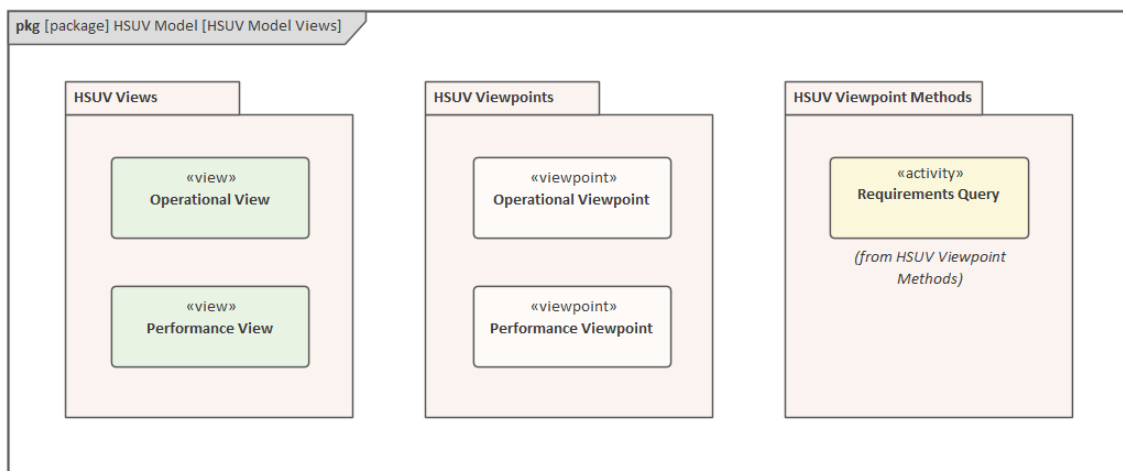 pkg [package] HSUV Model [HSUV Model Views]
HSUV Views
«view»
Operational View
«view»
Performance View
HSUV Viewpoints
«viewpoint»
Operational Viewpoint
«viewpoint»
Performance Viewpoint
HSUV Viewpoint Methods
«activity»
Requirements Query
(from HSUV Viewpoint
Methods)